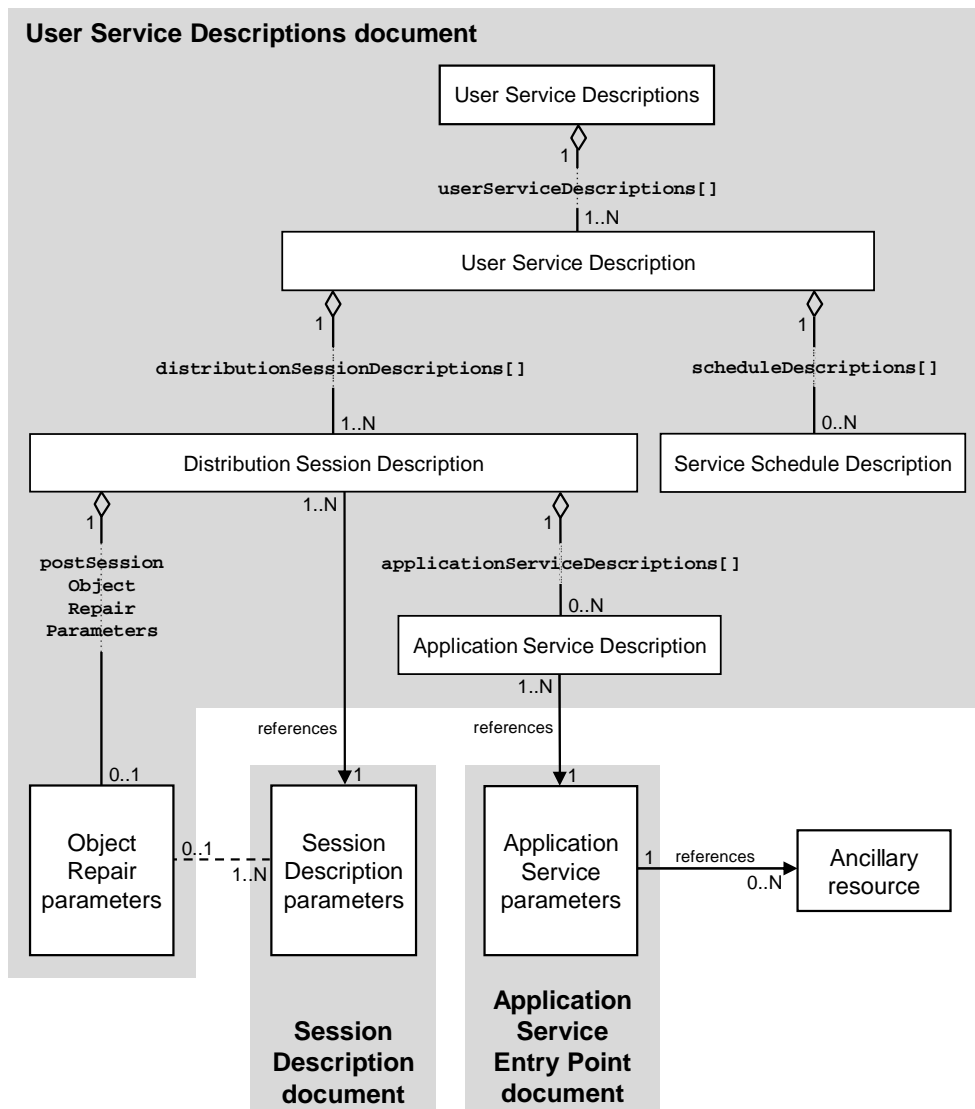 User Service Descriptions document
User Service Descriptions
1
userServiceDescriptions[]
1..N
User Service Description
1
1
distributionSessionDescriptions[]
scheduleDescriptions[]
1..N
0..N
Distribution Session Description
Service Schedule Description
1
1..N
1
postSession
Object
Repair
Parameters
applicationServiceDescriptions[]
0..N
Application Service Description
1..N
references
references
0..1
1
1
Object
Repair
parameters
0..1
1..N
Session
Description
parameters
Application
Service
parameters
1
references
0..N
Ancillary
resource
Session
Description
document
Application
Service
Entry Point
document